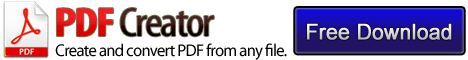 PDF Creator
PDF
Create and convert PDF from any file.
Free Download